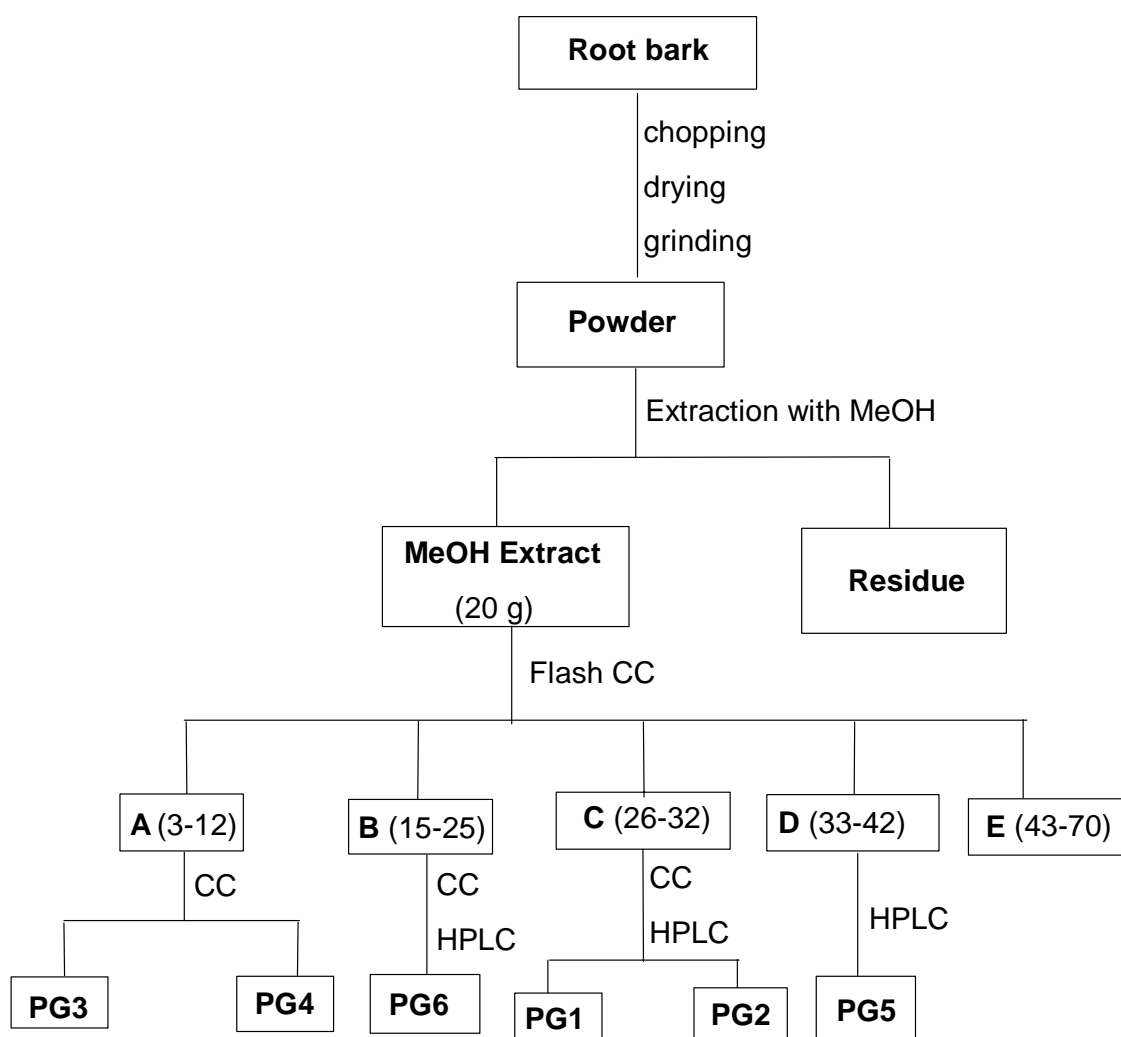 Root bark
chopping
drying
grinding
Powder
Extraction with MeOH
MeOH Extract
(20 g)
Residue
Flash CC
A (3-12)
B (15-25)
C (26-32)
D (33-42)
E (43-70)
CC
CC
HPLC
CC
HPLC
HPLC
PG3
PG4
PG6
PG1
PG2
PG5